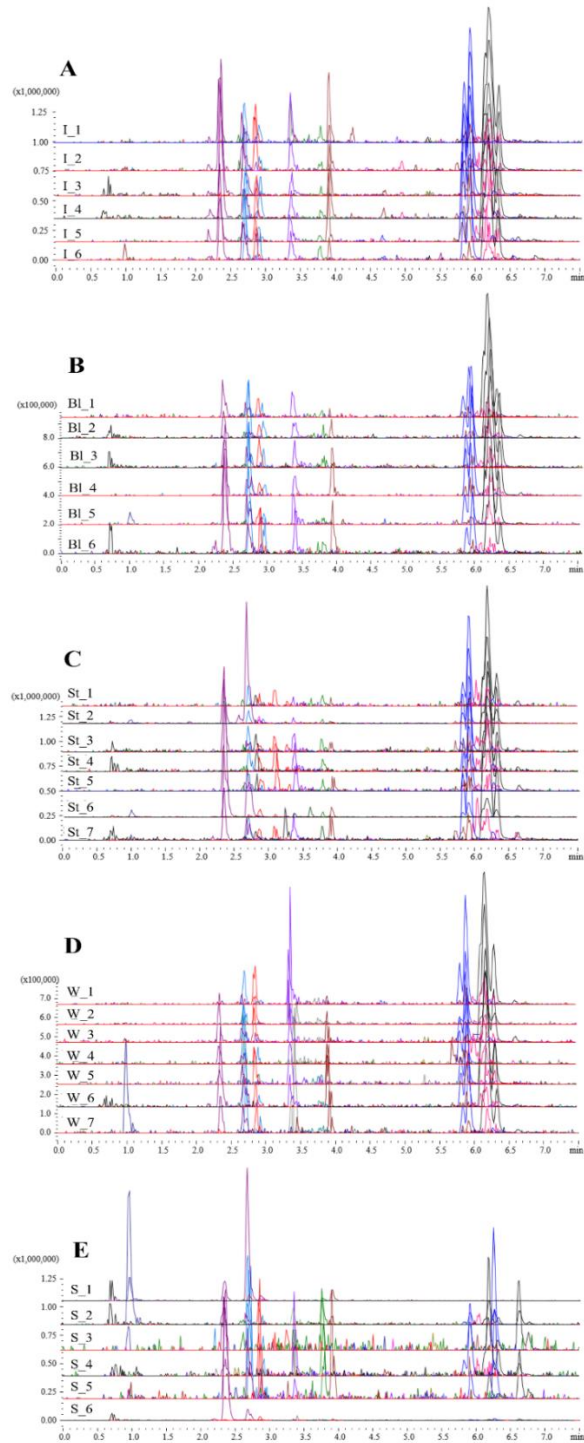 A
(x1,000,000)
1.25
I_1
1.00
I_2
0.75
I_3
0.50
I_4
0.25
I_5
I_6
0.00
0.0 0.5 1.0 1.5 2.0 2.5 3.0 3.5 4.0 4.5 5.0 5.5 6.0 6.5 7.0 min
B
(x100,000)
Bl_1
Bl_2
8.0
Bl_3
6.0
Bl_4
4.0
Bl_5
2.0
Bl_6
0.0
0.0 0.5 1.0 1.5 2.0 2.5 3.0 3.5 4.0 4.5 5.0 5.5 6.0 6.5 7.0 min
C
(x1,000,000)
St_1
1.25
St_2
1.00
St_3
0.75
St_4
St_5
0.50
St_6
0.25
St_7
0.00
0.0 0.5 1.0 1.5 2.0 2.5 3.0 3.5 4.0 4.5 5.0 5.5 6.0 6.5 7.0 min
D
(x100,000)
7.0
W_1
6.0
W_2
5.0
W_3
4.0
W_4
3.0
W_5
2.0
W_6
1.0
W_7
0.0
0.0 0.5 1.0 1.5 2.0 2.5 3.0 3.5 4.0 4.5 5.0 5.5 6.0 6.5 7.0 min
E
(x1,000,000)
1.25
S_1
1.00
S_2
0.75
S_3
0.50
S_4
0.25
S_5
S_6
0.00
0.0 0.5 1.0 1.5 2.0 2.5 3.0 3.5 4.0 4.5 5.0 5.5 6.0 6.5 7.0 min